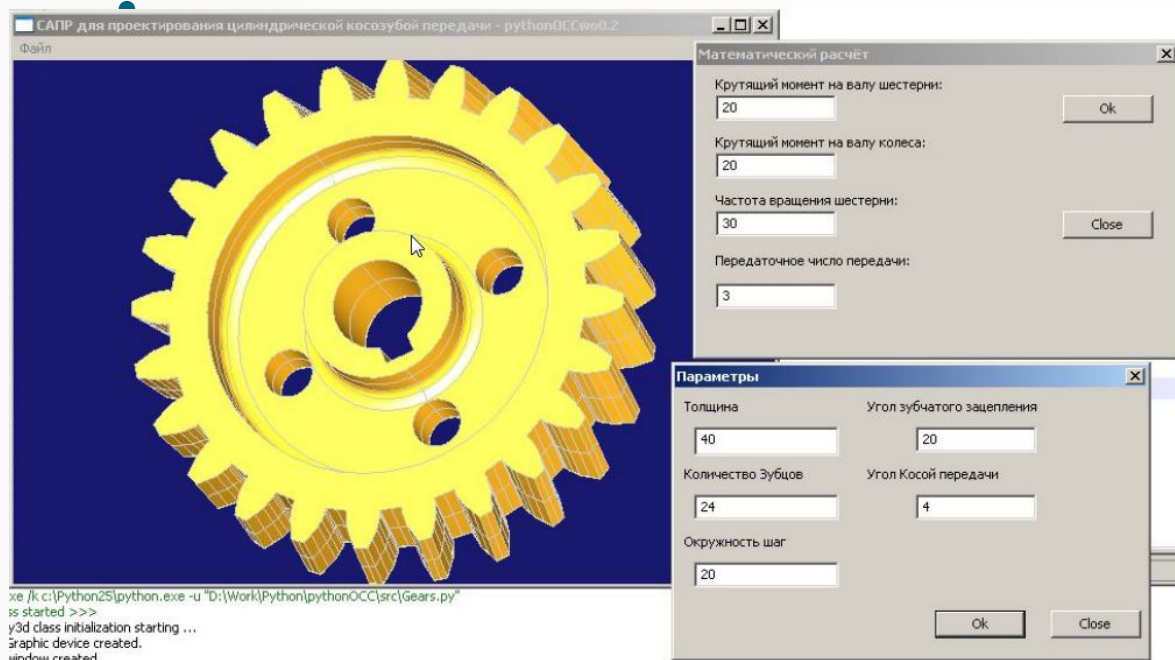 САПР для проектирования цилиндрической косозубой передачи - pythonOCCwo0.2
Файл
Математический расчёт
Крутящий момент на валу шестерни:
20
Ok
Крутящий момент на валу колеса:
20
Частота вращения шестерни:
30
Close
Передаточное число передачи:
3
Параметры
Толщина
Угол зубчатого зацепления
40
20
Количество Зубцов
Угол Косой передачи
24
4
Окружность шаг
20
Ok
Close
xe /k c:\Python25\python.exe -u "D:\Work\Python\pythonOCC\src\Gears.py"
ss started >>>
y3d class initialization starting ...
Graphic device created.
window created